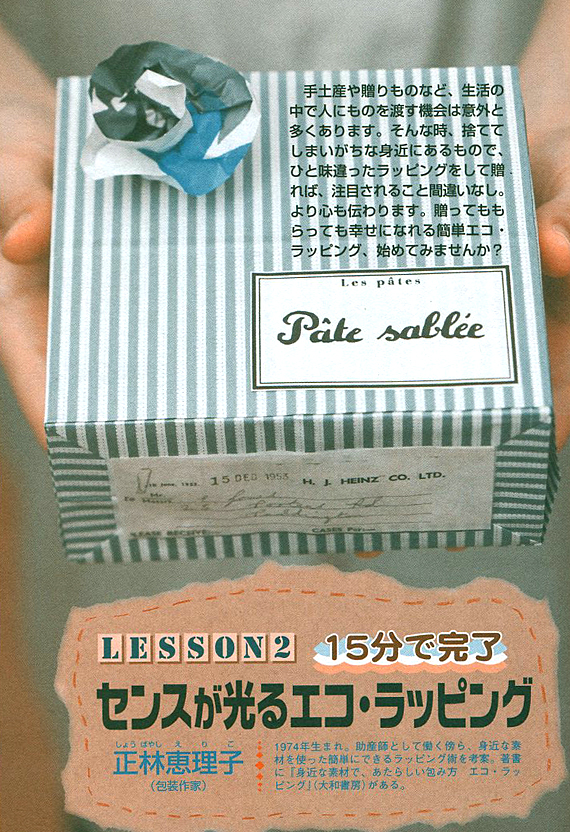 手土産や贈りものなど、生活の
中で人にものを渡す機会は意外と
多くあります。そんな時、捨てて
しまいがちな身近にあるもので、
ひと味違ったラッピングをして贈
れば、注目されること間違いなし。
より心も伝わります。贈ってもも
らっても幸せになれる簡単エコ・
ラッピング、始めてみませんか？
Les pâtes
Pâte sablée
15 DEC 1953 H. J. HEINZ CO. LTD.
LESSON2 15分で完了
センスが光るエコ・ラッピング
しょうばやし えりこ
正林恵理子
（包装作家）
1974年生まれ。助産師として働く傍ら、身近な素
材を使った簡単にできるラッピング術を考案。著書
に『身近な素材で、あたらしい包み方 エコ・ラッ
ピング』（大和書房）がある。